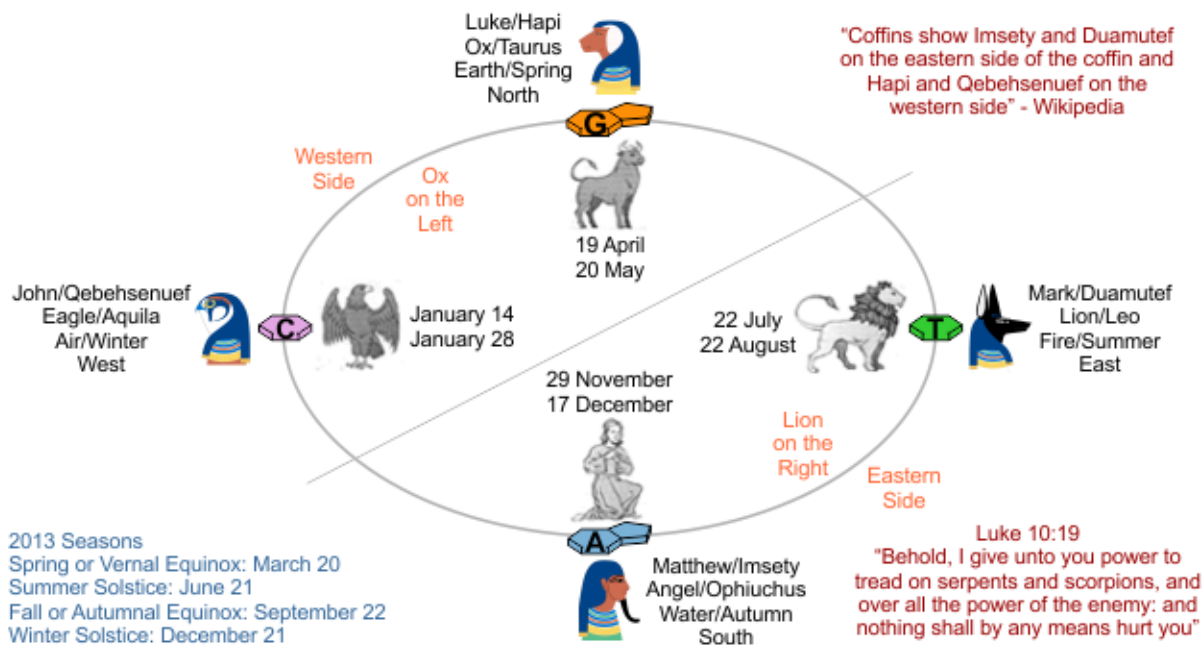 Luke/Hapi
Ox/Taurus
Earth/Spring
North
"Coffins show Imsety and Duamutef
on the eastern side of the coffin and
Hapi and Qebehsenuef on the
western side" - Wikipedia
G
Western
Side
Ox
on the
Left
19 April
20 May
John/Qebehsenuef
Eagle/Aquila
Air/Winter
West
C
January 14
January 28
22 July
22 August
T
Mark/Duamutef
Lion/Leo
Fire/Summer
East
29 November
17 December
Lion
on the
Right
Eastern
Side
2013 Seasons
Spring or Vernal Equinox: March 20
Summer Solstice: June 21
Fall or Autumnal Equinox: September 22
Winter Solstice: December 21
A
Matthew/Imsety
Angel/Ophiuchus
Water/Autumn
South
Luke 10:19
"Behold, I give unto you power to
tread on serpents and scorpions, and
over all the power of the enemy: and
nothing shall by any means hurt you"